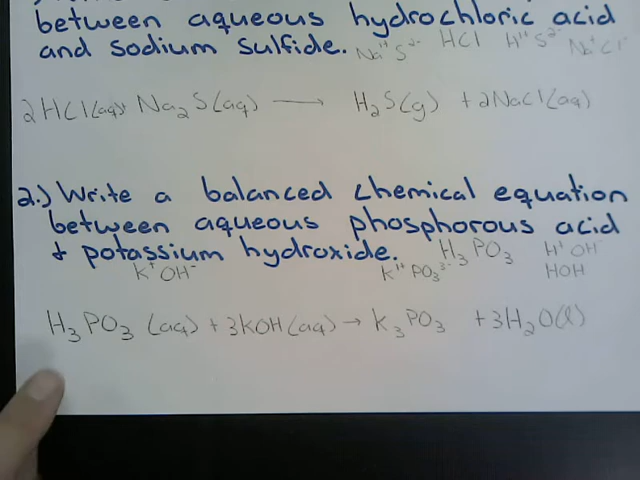 between aqueous hydrochloric acid
and sodium sulfide. Na⁺ S²⁻ HCl H⁺ S²⁻ Na⁺Cl⁻
2HCl(aq)+ Na₂S(aq) → H₂S(g) +2NaCl(aq)
2.) Write a balanced chemical equation
between aqueous phosphorous acid
+ potassium hydroxide. H₃PO₃ H⁺ OH⁻
K⁺ OH⁻ K⁺ PO₃³⁻ HOH
H₃PO₃ (aq) + 3KOH(aq) → K₃PO₃ +3H₂O(l)